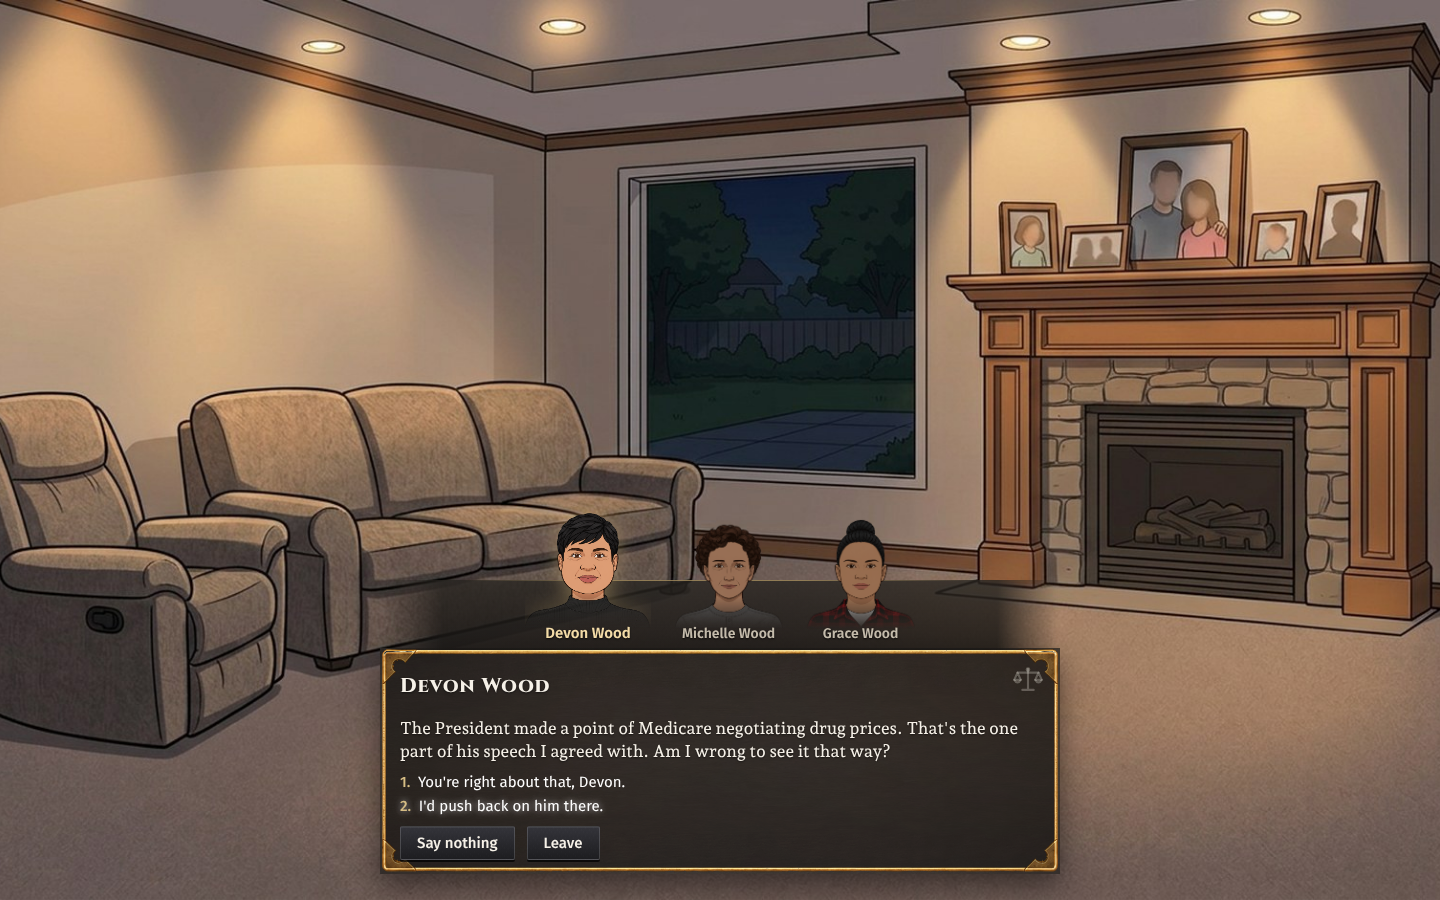 Devon Wood
Michelle Wood
Grace Wood
DEVON WOOD
The President made a point of Medicare negotiating drug prices. That's the one
part of his speech I agreed with. Am I wrong to see it that way?
1. You're right about that, Devon.
2. I'd push back on him there.
Say nothing
Leave